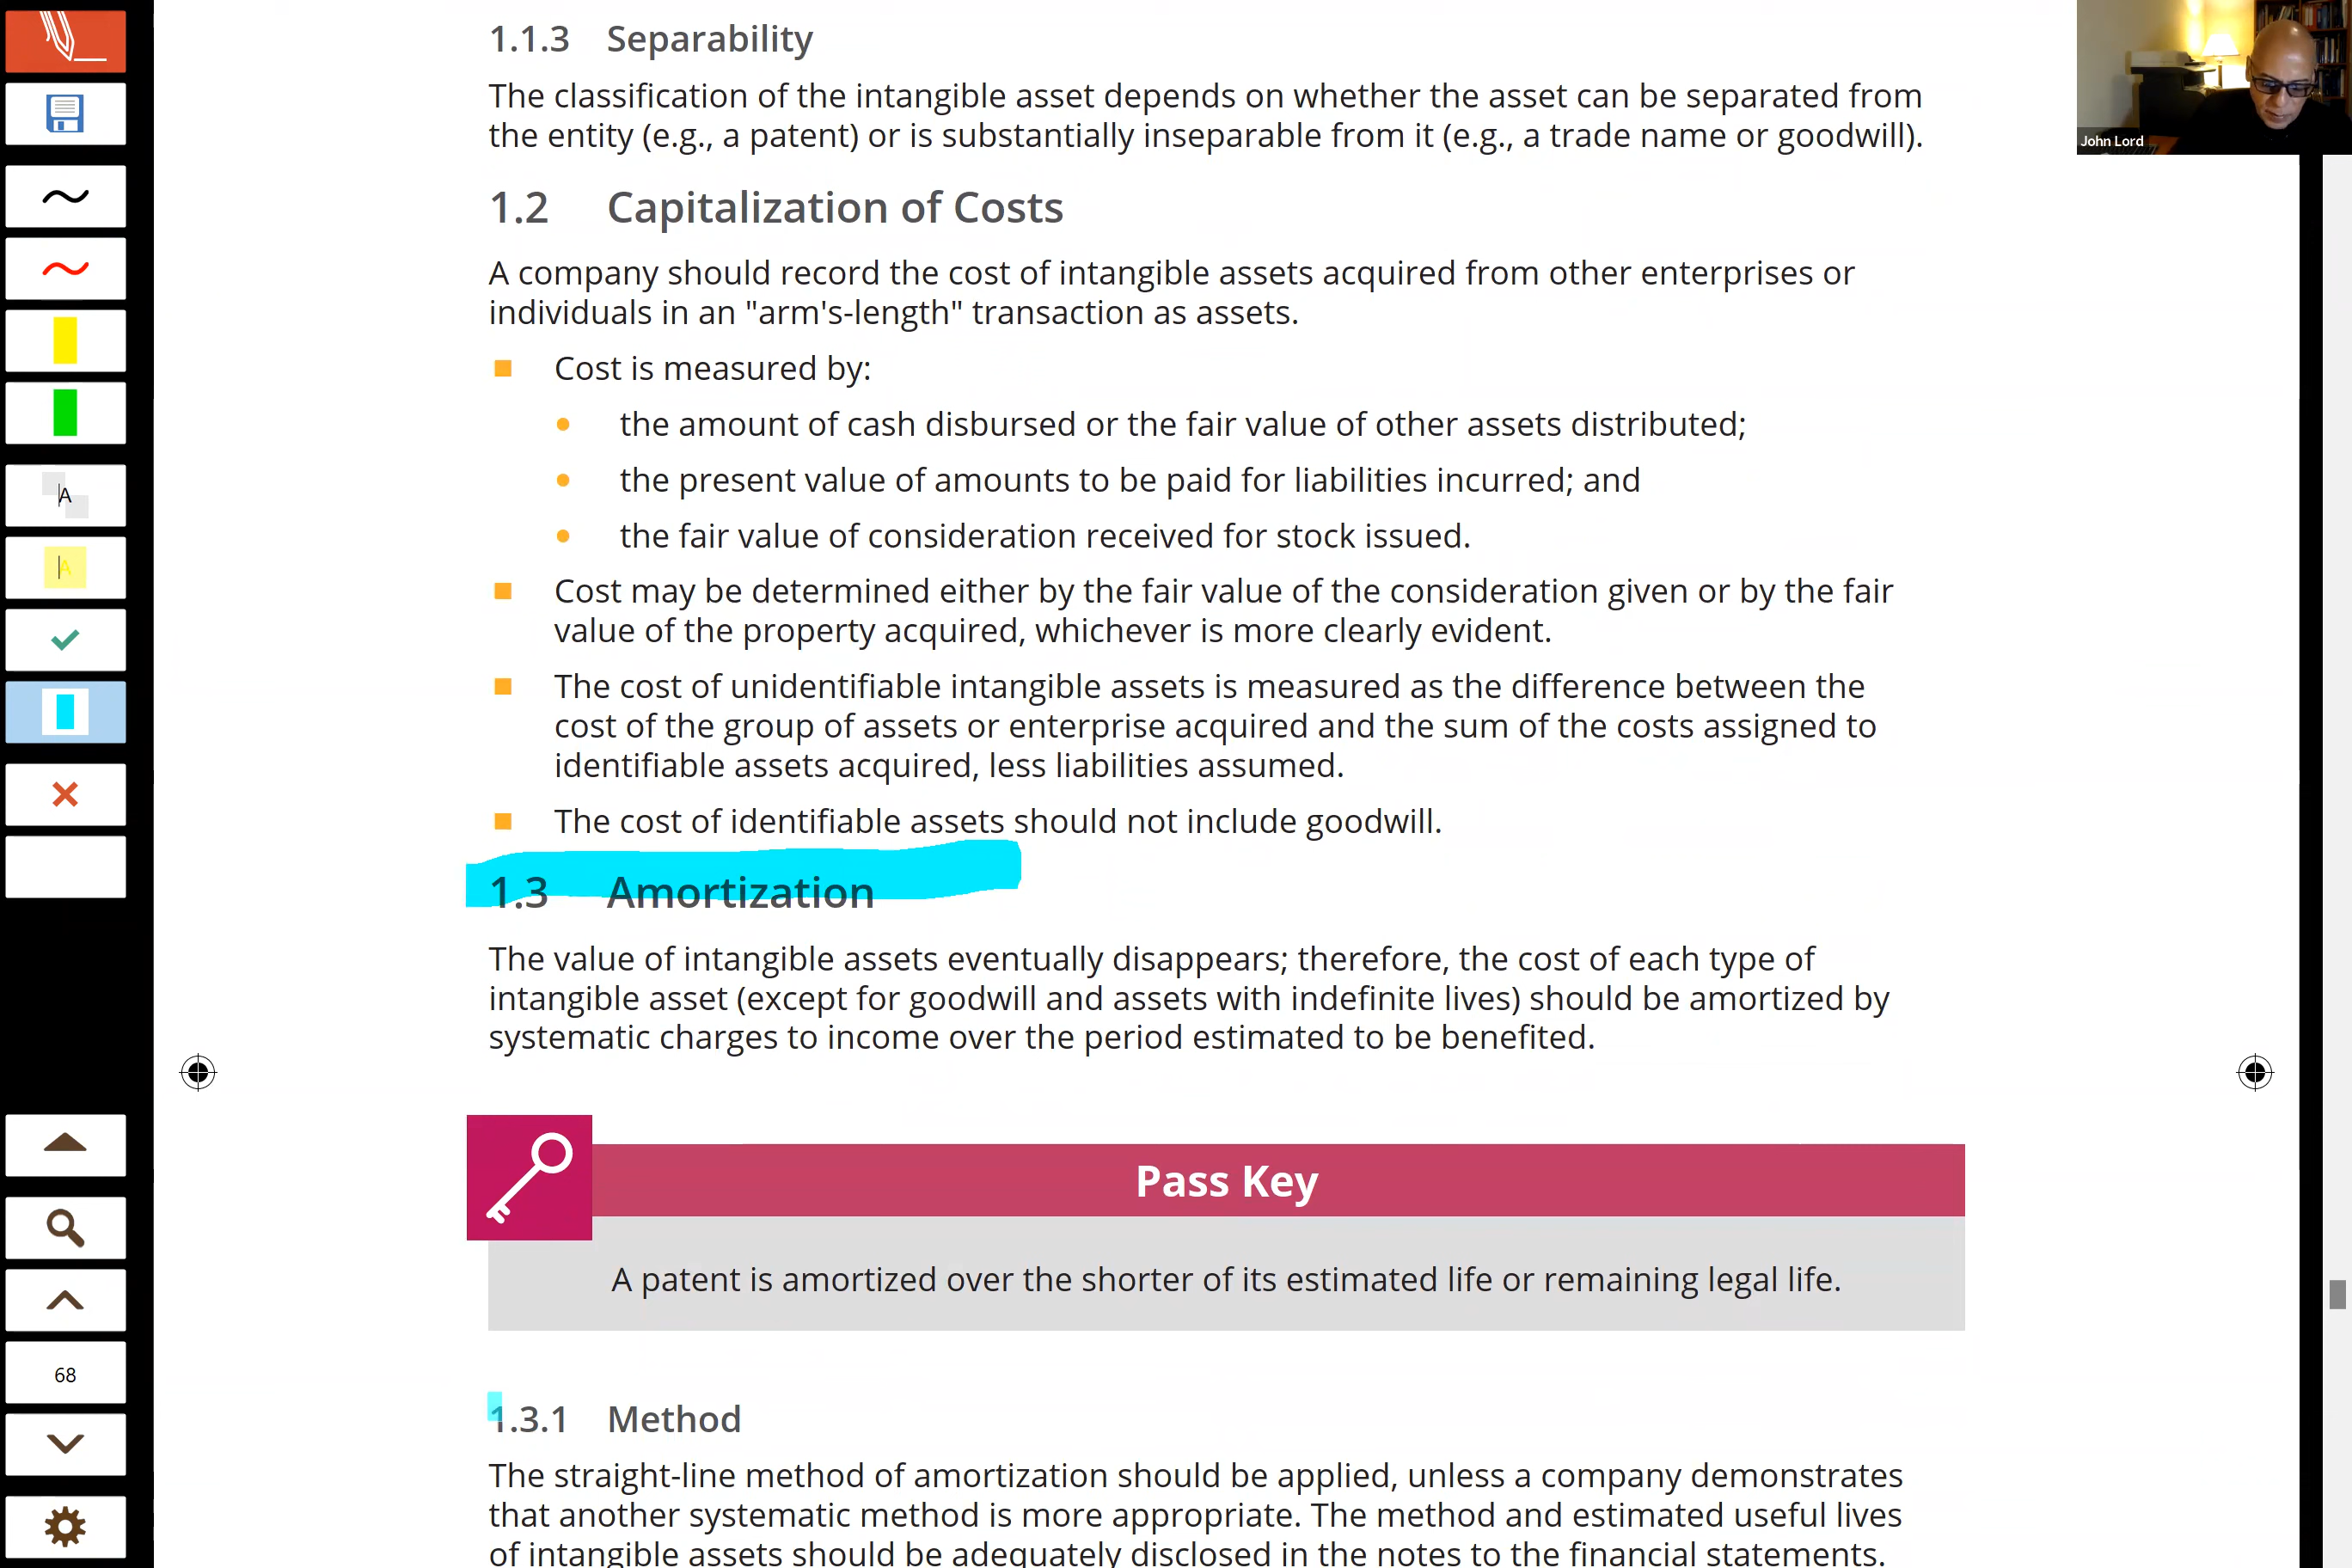 1.1.3 Separability
The classification of the intangible asset depends on whether the asset can be separated from
the entity (e.g., a patent) or is substantially inseparable from it (e.g., a trade name or goodwill).
John Lord
1.2 Capitalization of Costs
A company should record the cost of intangible assets acquired from other enterprises or
individuals in an "arm's-length" transaction as assets.
Cost is measured by:
the amount of cash disbursed or the fair value of other assets distributed;
the present value of amounts to be paid for liabilities incurred; and
the fair value of consideration received for stock issued.
Cost may be determined either by the fair value of the consideration given or by the fair
value of the property acquired, whichever is more clearly evident.
The cost of unidentifiable intangible assets is measured as the difference between the
cost of the group of assets or enterprise acquired and the sum of the costs assigned to
identifiable assets acquired, less liabilities assumed.
The cost of identifiable assets should not include goodwill.
1.3 Amortization
The value of intangible assets eventually disappears; therefore, the cost of each type of
intangible asset (except for goodwill and assets with indefinite lives) should be amortized by
systematic charges to income over the period estimated to be benefited.
Pass Key
A patent is amortized over the shorter of its estimated life or remaining legal life.
1.3.1 Method
The straight-line method of amortization should be applied, unless a company demonstrates
that another systematic method is more appropriate. The method and estimated useful lives
of intangible assets should be adequately disclosed in the notes to the financial statements.
A
A
68